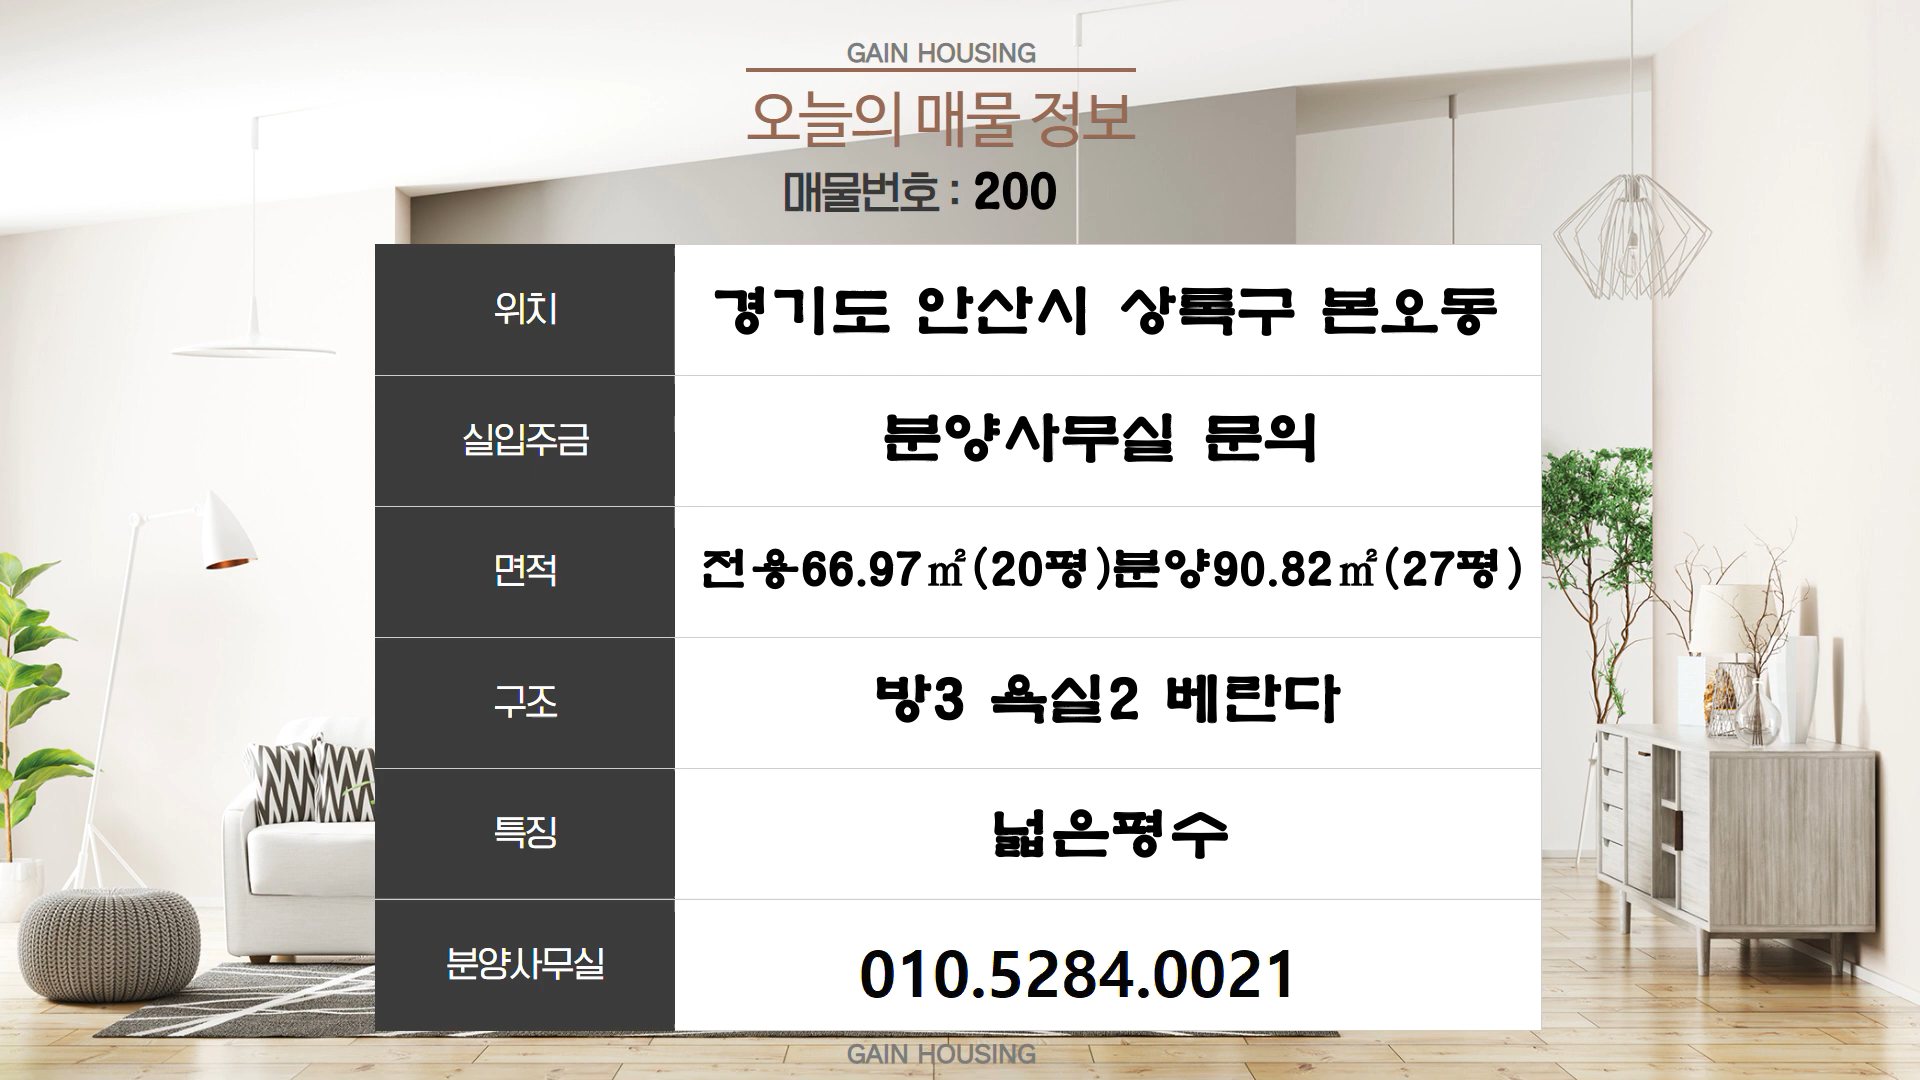 GAIN HOUSING
오늘의 매물 정보
매물번호 : 200
위치
경기도 안산시 상록구 본오동
실입주금
분양사무실 문의
면적
전용66.97㎡(20평)분양90.82㎡(27평)
구조
방3 욕실2 베란다
특징
넓은평수
분양사무실
010.5284.0021
GAIN HOUSING